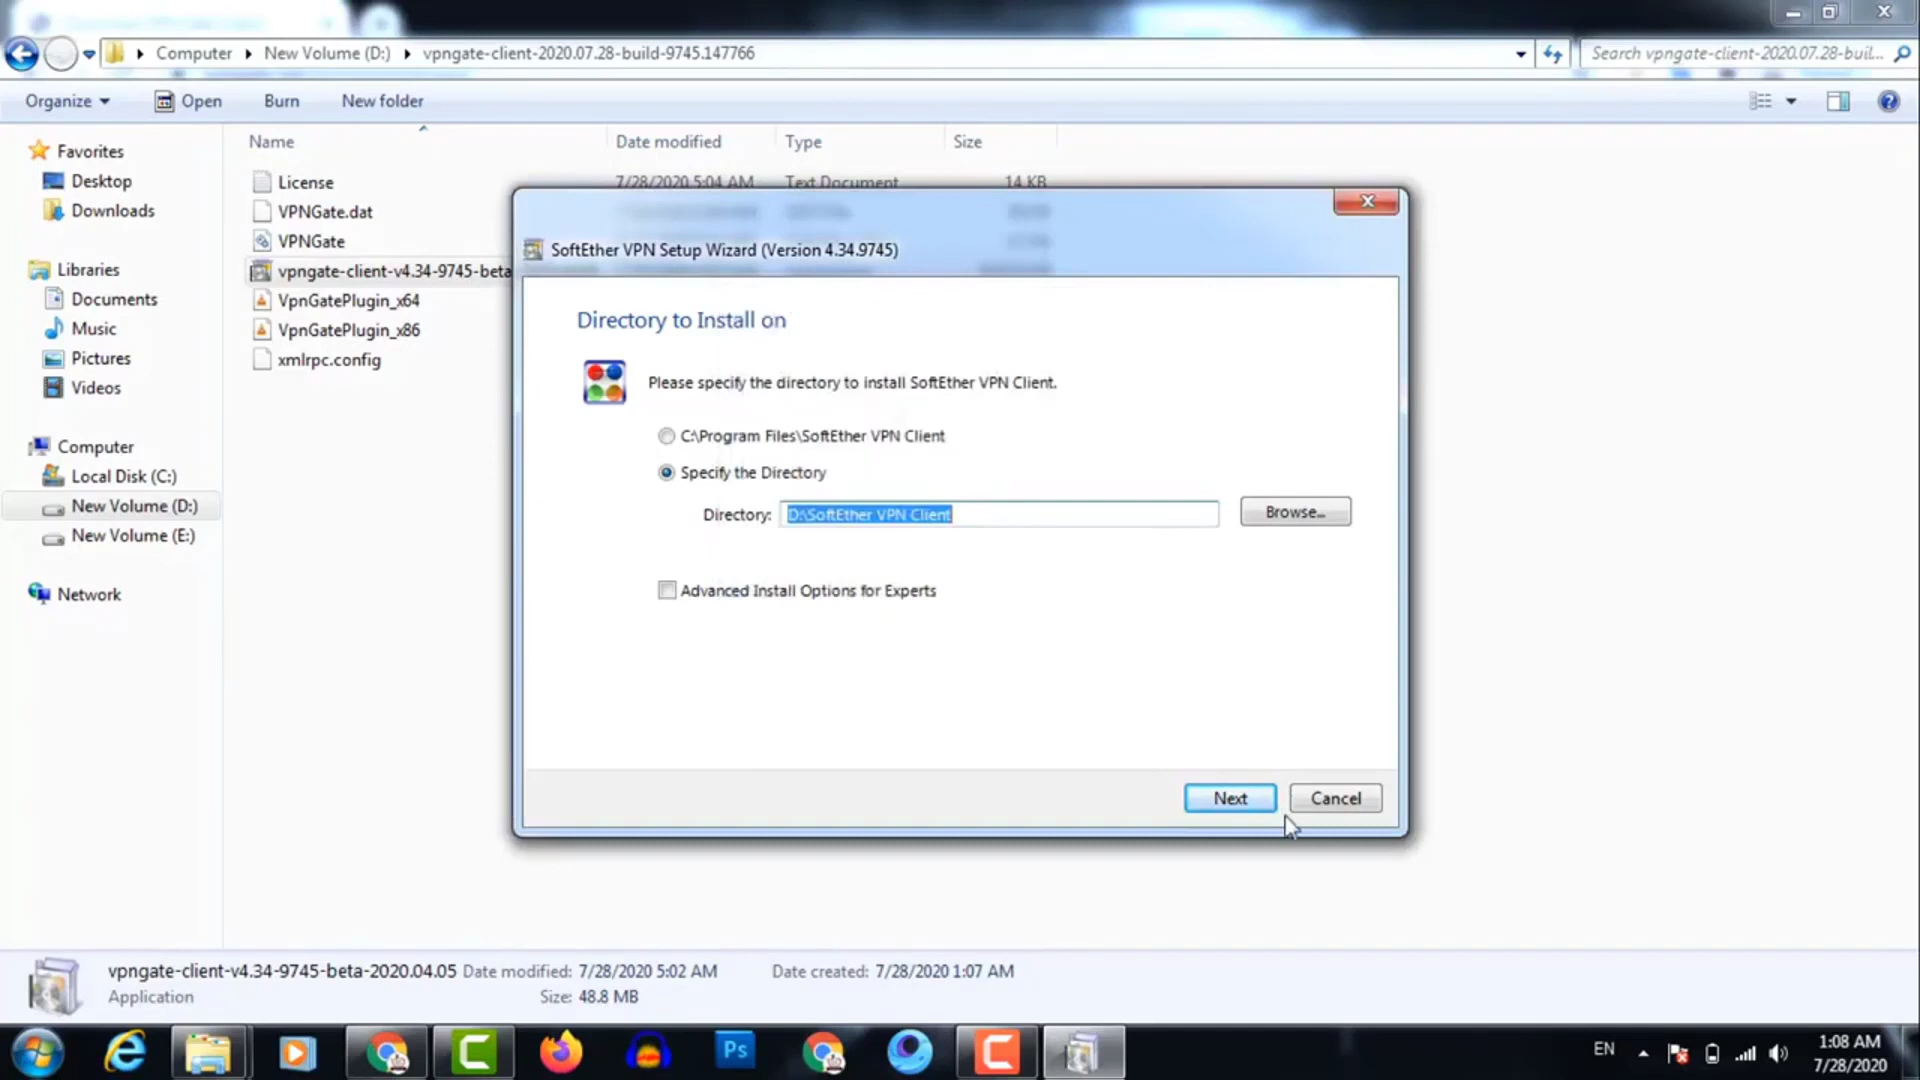 Computer New Volume (D:) vpngate-client-2020.07.28-build-9745.147766
Search vpngate-client-2020.07.28-buil...
Organize Open Burn New folder
Name Date modified Type Size
Favorites
Desktop
Downloads
Libraries
Documents
Music
Pictures
Videos
Computer
Local Disk (C:)
New Volume (D:)
New Volume (E:)
Network
License 7/28/2020 5:04 AM Text Document 14 KB
VPNGate.dat
VPNGate
vpngate-client-v4.34-9745-beta
VpnGatePlugin_x64
VpnGatePlugin_x86
xmlrpc.config
SoftEther VPN Setup Wizard (Version 4.34.9745)
Directory to Install on
Please specify the directory to install SoftEther VPN Client.
C:\Program Files\SoftEther VPN Client
Specify the Directory
Directory: D:\SoftEther VPN Client Browse...
Advanced Install Options for Experts
Next Cancel
vpngate-client-v4.34-9745-beta-2020.04.05 Date modified: 7/28/2020 5:02 AM Date created: 7/28/2020 1:07 AM
Application Size: 48.8 MB
Ps
EN
1:08 AM
7/28/2020